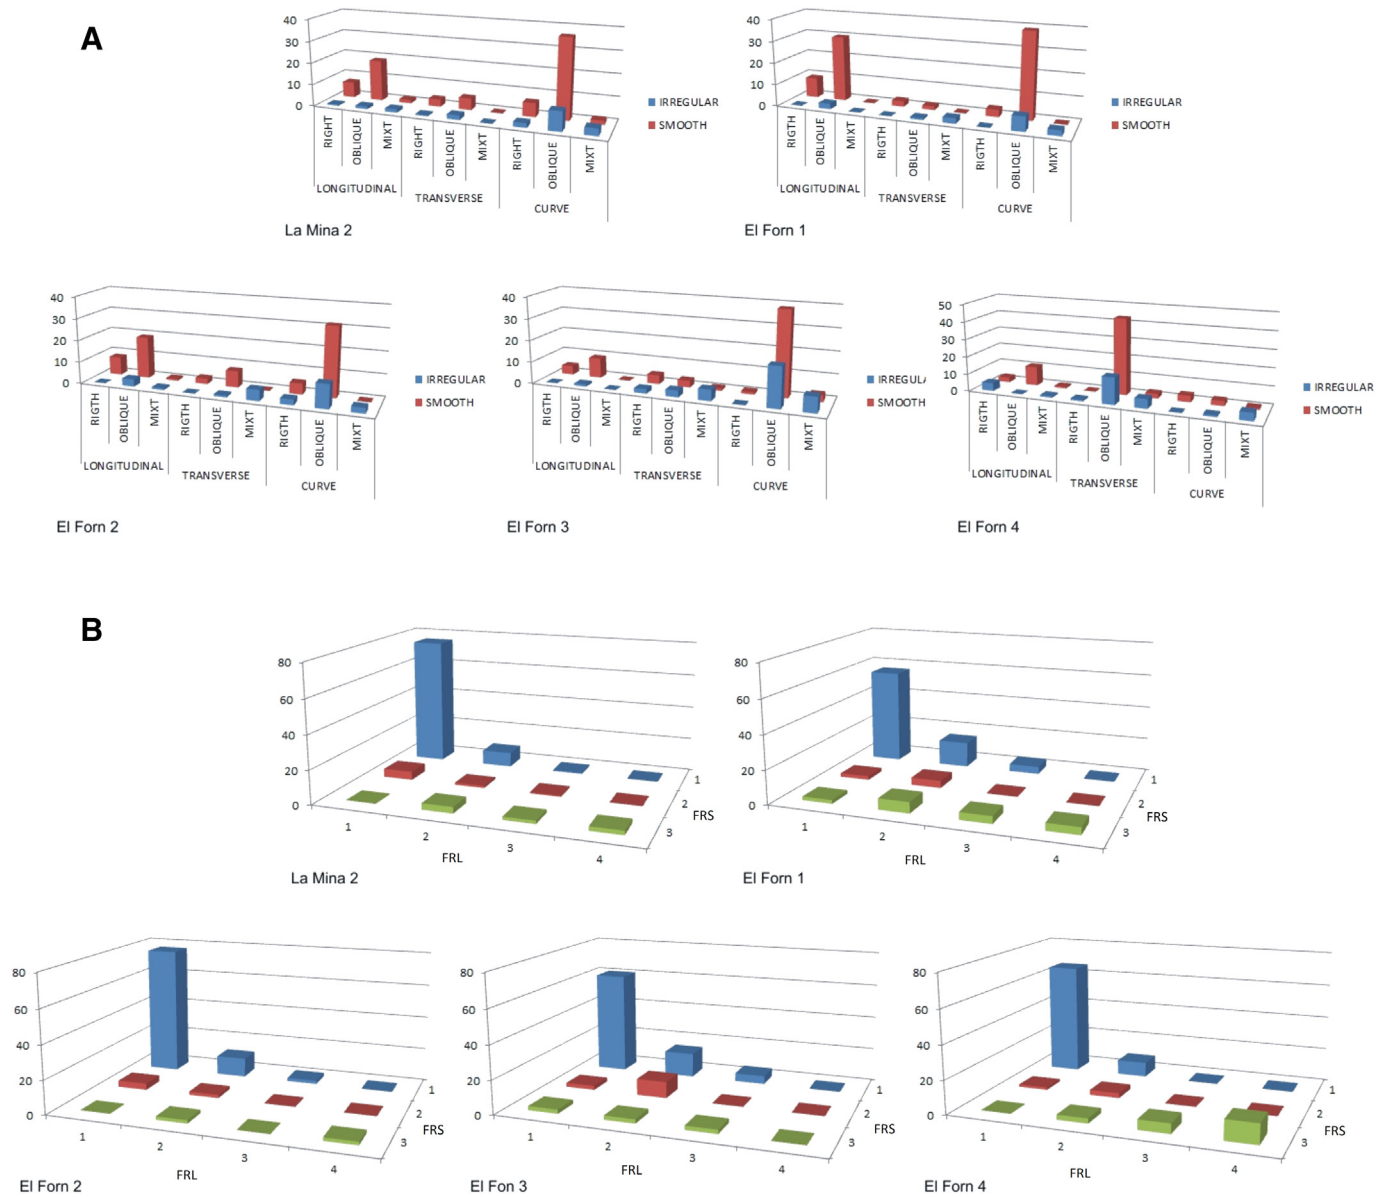 A
40
30
20
10
0
RIGHT OBLIQUE MIXT RIGHT OBLIQUE MIXT RIGHT OBLIQUE MIXT
LONGITUDINAL TRANSVERSE CURVE
IRREGULAR
SMOOTH
La Mina 2
40
30
20
10
0
RIGTH OBLIQUE MIXT RIGTH OBLIQUE MIXT RIGTH OBLIQUE MIXT
LONGITUDINAL TRANSVERSE CURVE
IRREGULAR
SMOOTH
El Forn 1
40
30
20
10
0
RIGTH OBLIQUE MIXT RIGTH OBLIQUE MIXT RIGTH OBLIQUE MIXT
LONGITUDINAL TRANSVERSE CURVE
IRREGULAR
SMOOTH
El Forn 2
40
30
20
10
0
RIGTH OBLIQUE MIXT RIGTH OBLIQUE MIXT RIGTH OBLIQUE MIXT
LONGITUDINAL TRANSVERSE CURVE
IRREGUL
SMOOTH
El Forn 3
50
40
30
20
10
0
RIGTH OBLIQUE MIXT RIGTH OBLIQUE MIXT RIGTH OBLIQUE MIXT
LONGITUDINAL TRANSVERSE CURVE
IRREGULAR
SMOOTH
El Forn 4
B
80
60
40
20
0
1 2 3 4
FRL
1
2
3
FRS
La Mina 2
80
60
40
20
0
1 2 3 4
FRL
1
2
3
FRS
El Forn 1
80
60
40
20
0
1 2 3 4
FRL
1
2
3
FRS
El Forn 2
80
60
40
20
0
1 2 3 4
FRL
1
2
3
FRS
El Fon 3
80
60
40
20
0
1 2 3 4
FRL
1
2
3
FRS
El Forn 4